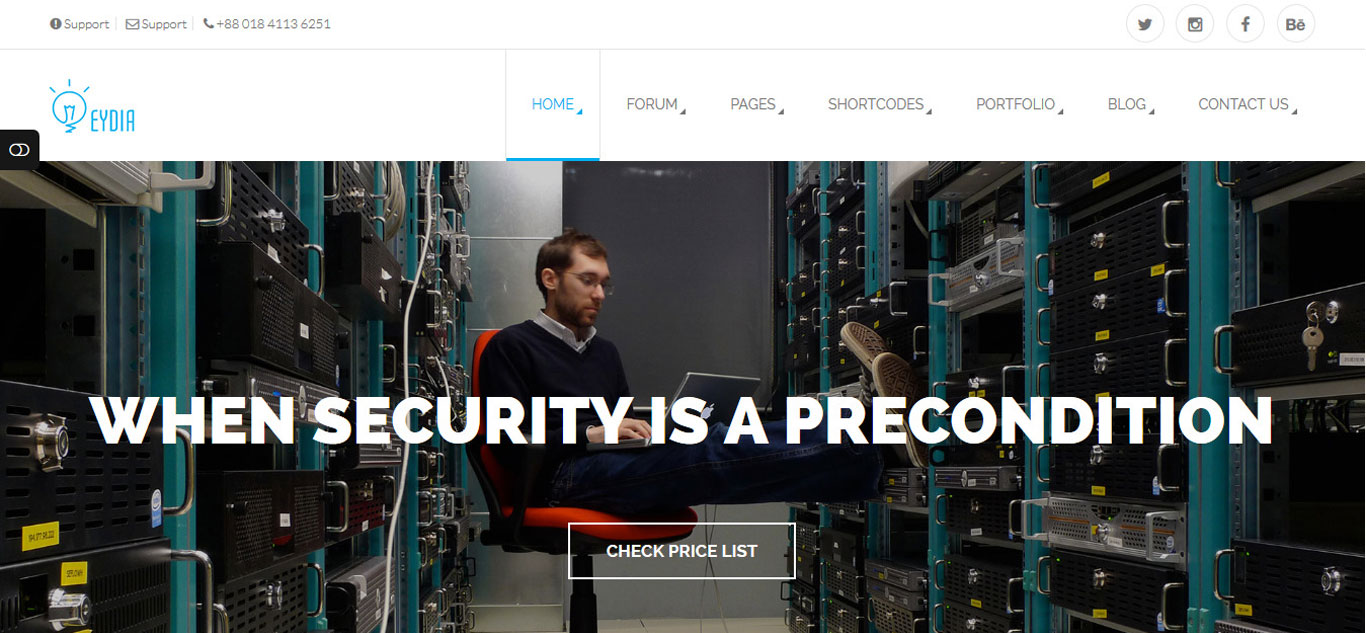 Support Support +88 018 4113 6251
Bē
EYDIA
HOME FORUM PAGES SHORTCODES PORTFOLIO BLOG CONTACT US
WHEN SECURITY IS A PRECONDITION
CHECK PRICE LIST